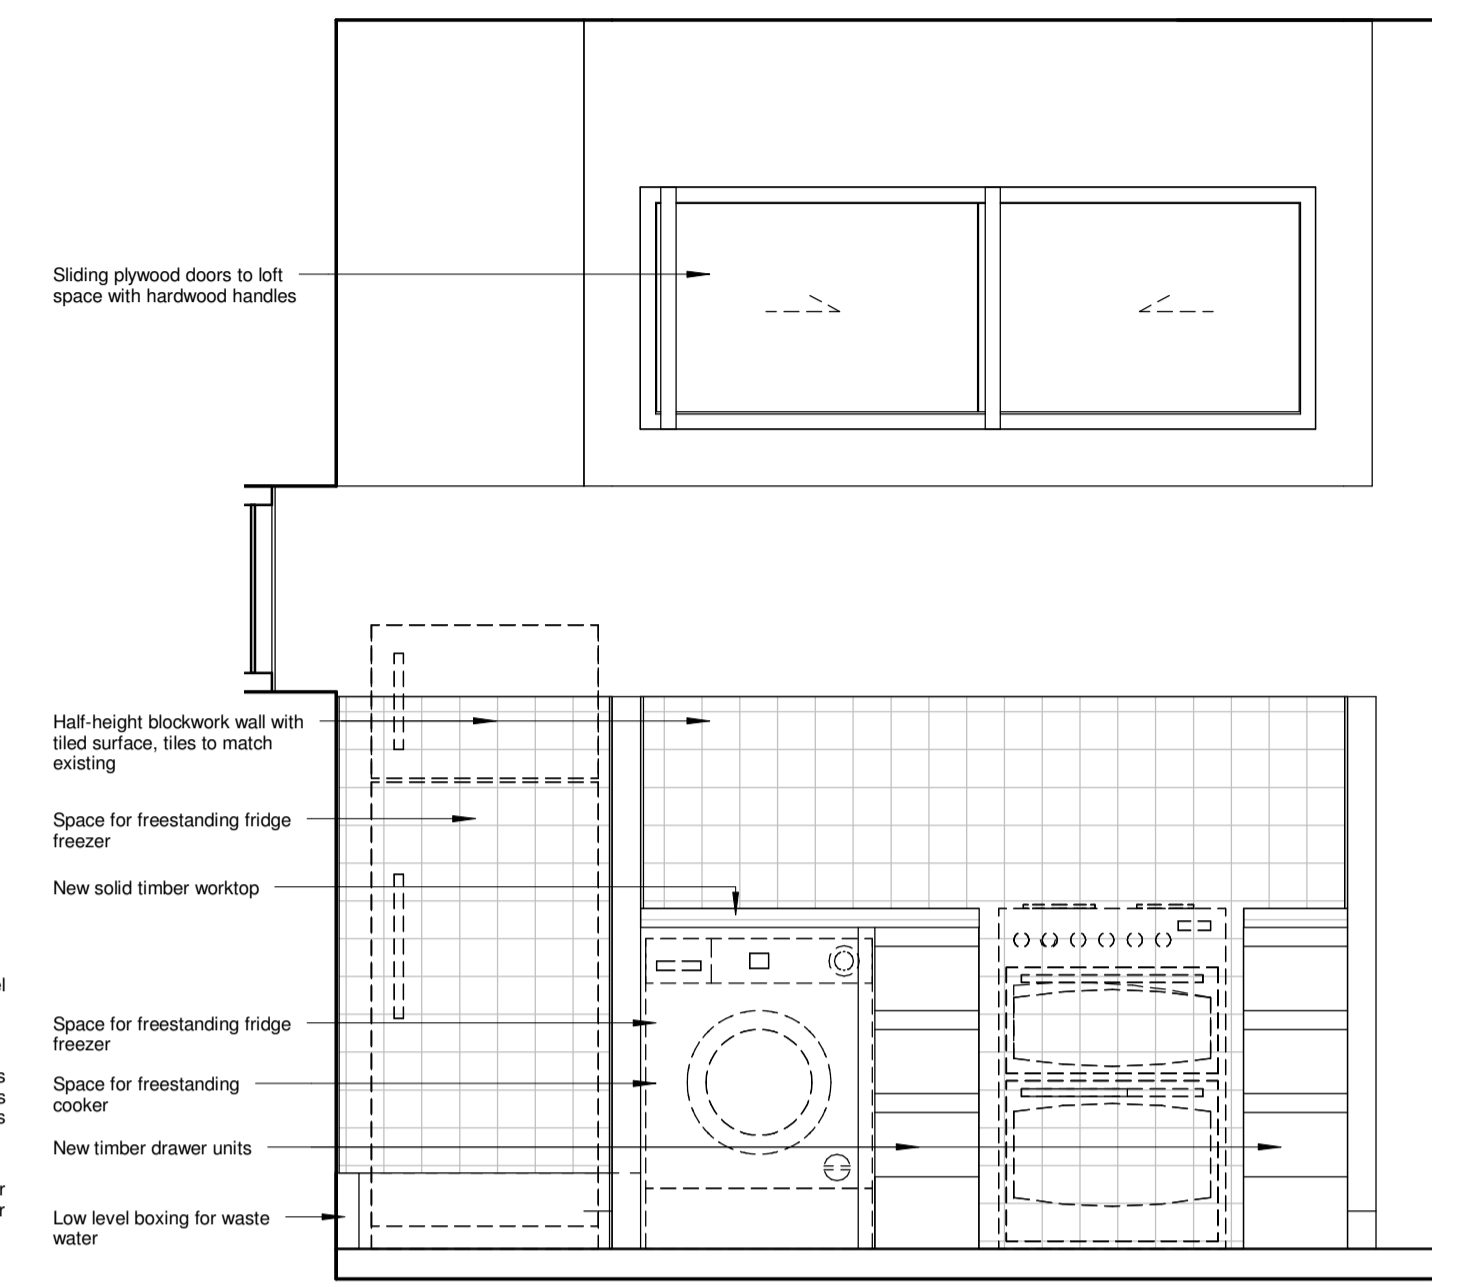 Sliding plywood doors to loft
space with hardwood handles
Half-height blockwork wall with
tiled surface, tiles to match
existing
Space for freestanding fridge
freezer
New solid timber worktop
Space for freestanding fridge
freezer
Space for freestanding
cooker
New timber drawer units
Low level boxing for waste
water